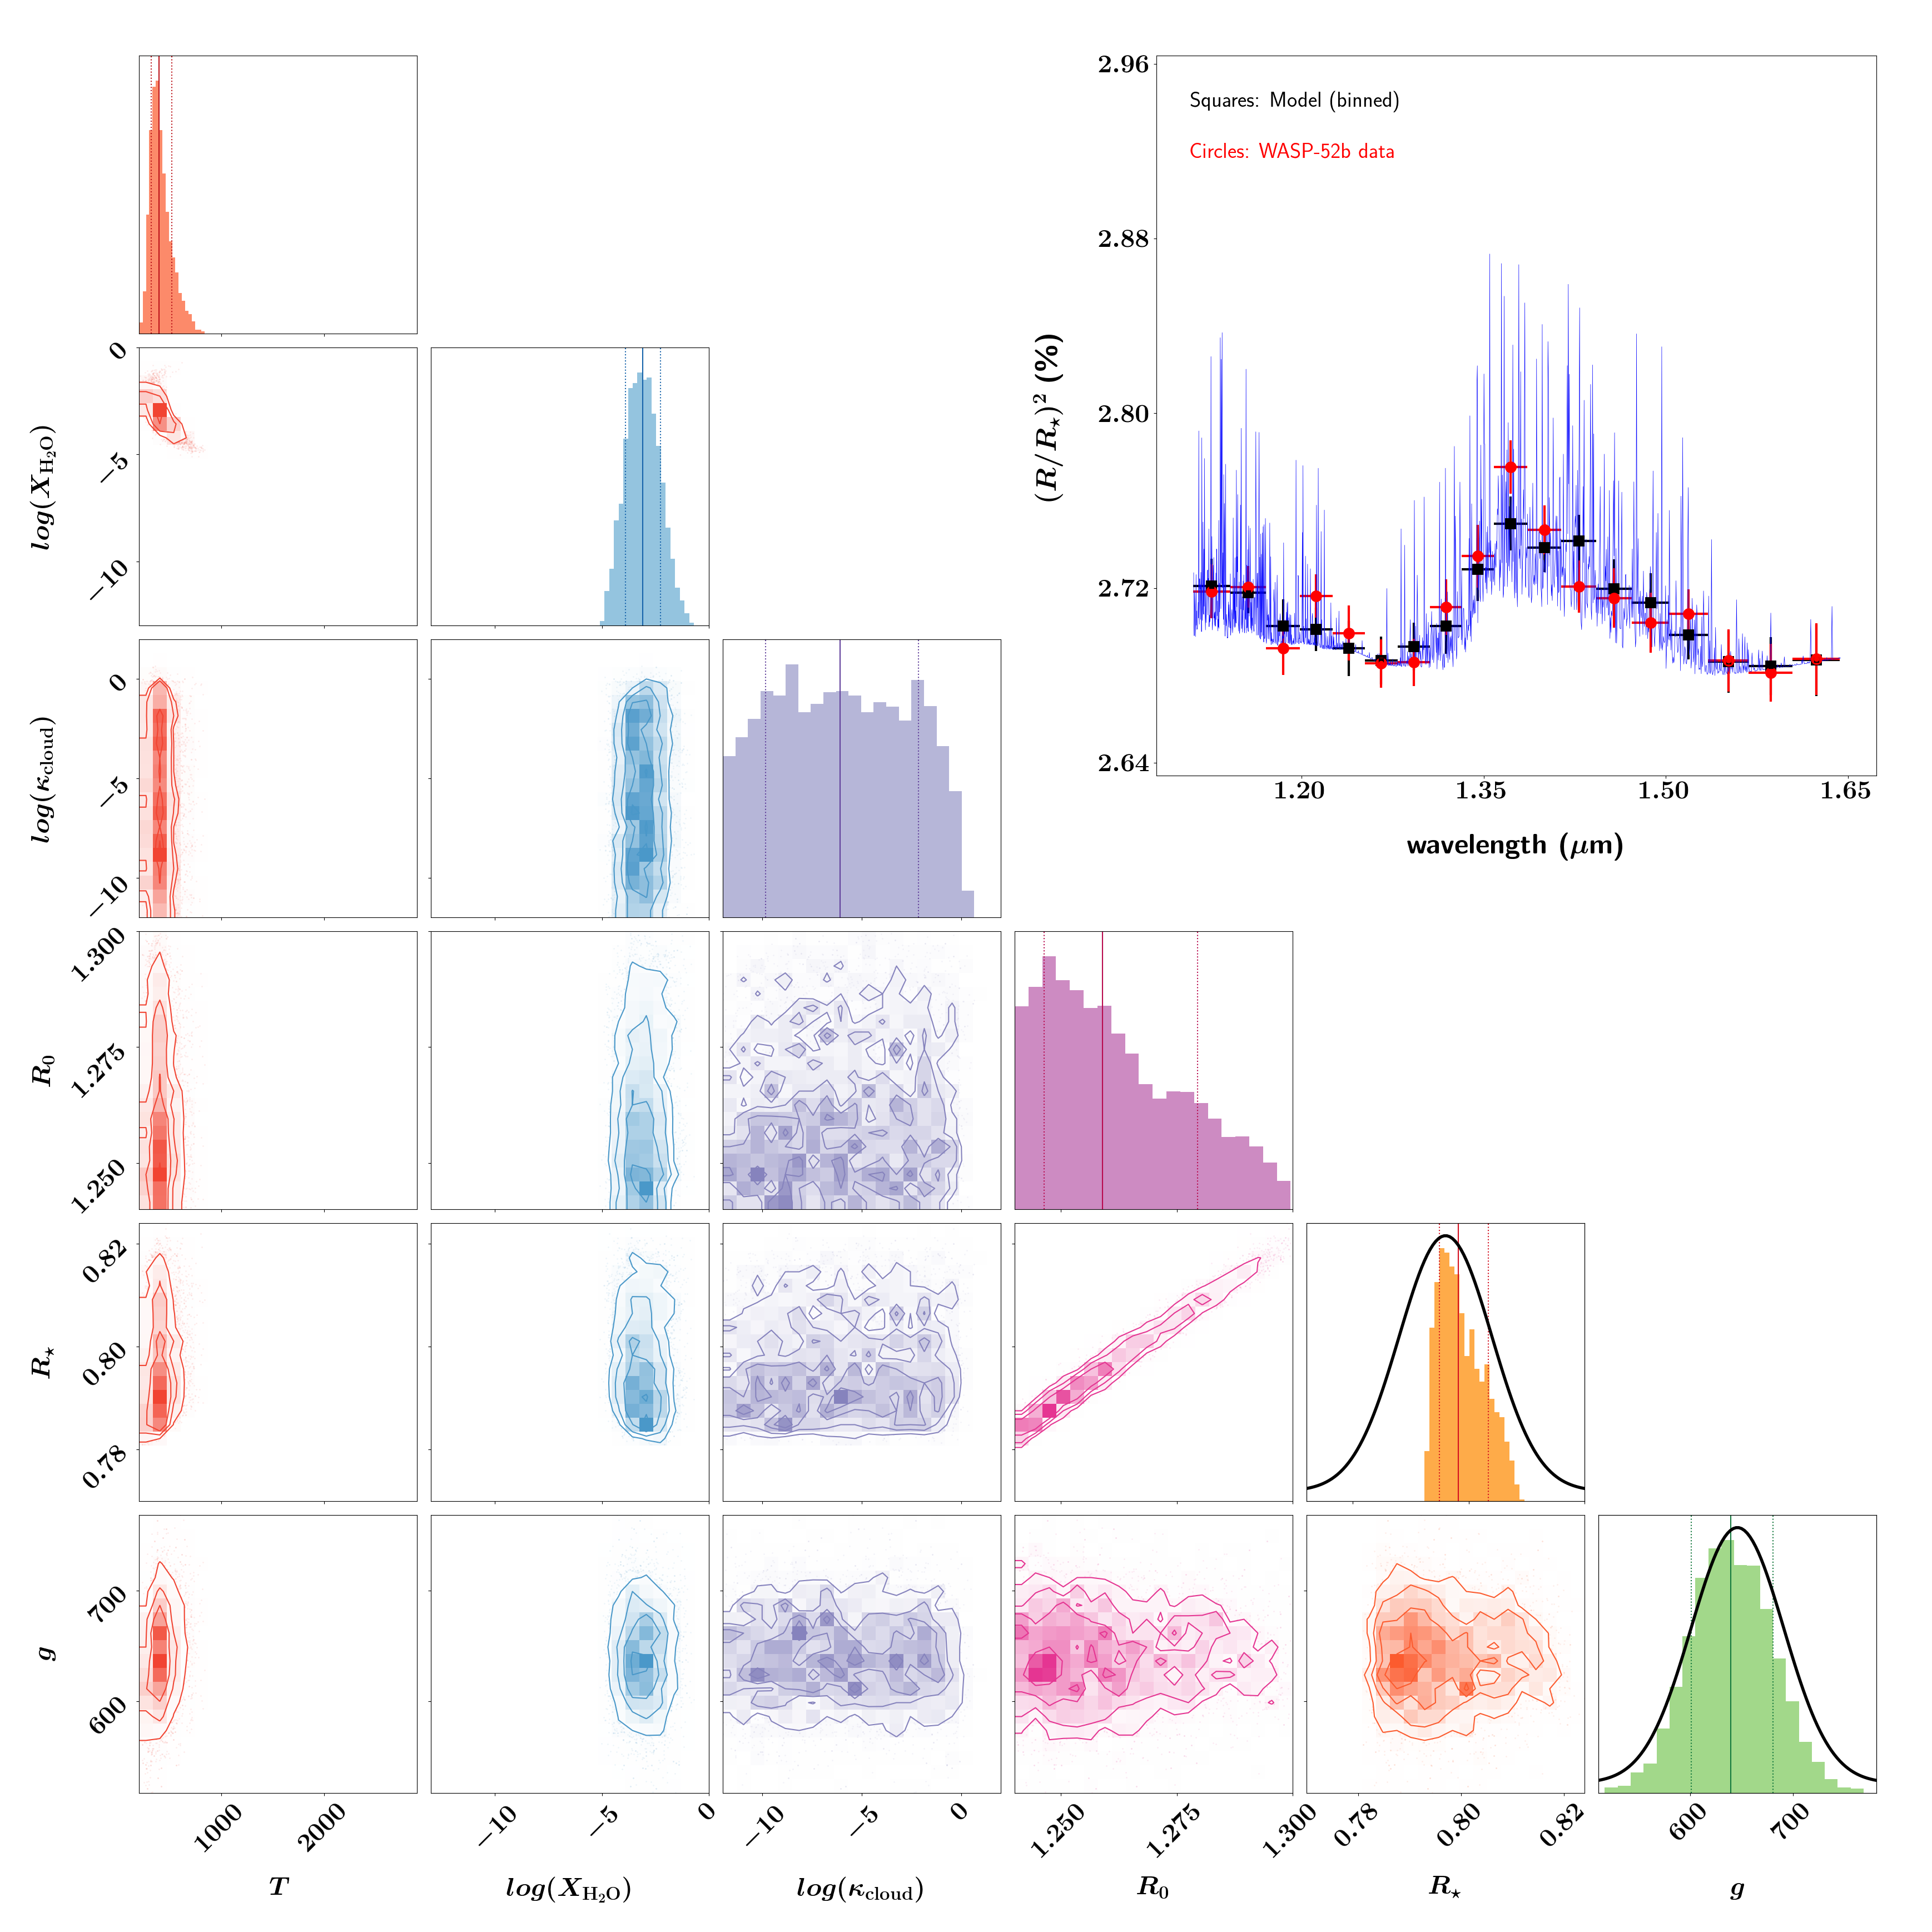 2.96
Squares: Model (binned)
Circles: WASP-52b data
2.88
2.80
2.72
2.64
(R/R⋆)² (%)
1.20 1.35 1.50 1.65
wavelength (μm)
0
−5
−10
log(X_H₂O)
0
−5
−10
log(κ_cloud)
1.300
1.275
1.250
R₀
0.82
0.80
0.78
R⋆
700
600
g
1000 2000
−10 −5 0
−10 −5 0
1.250 1.275 1.300
0.78 0.80 0.82
600 700
T
log(X_H₂O)
log(κ_cloud)
R₀
R⋆
g